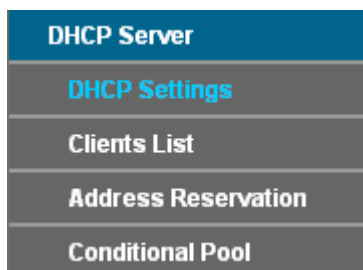 DHCP Server
DHCP Settings
Clients List
Address Reservation
Conditional Pool